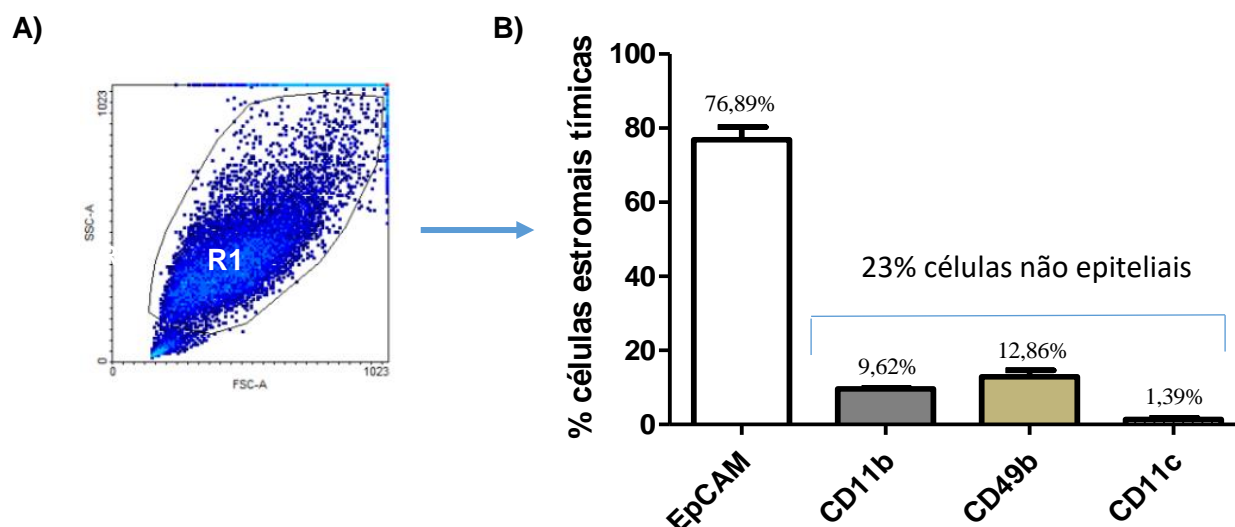 A)
1023
SSC-A
R1
0
0
1023
FSC-A
B)
% células estromais tímicas
100
80
60
40
20
0
76,89%
23% células não epiteliais
9,62%
12,86%
1,39%
EpCAM
CD11b
CD49b
CD11c